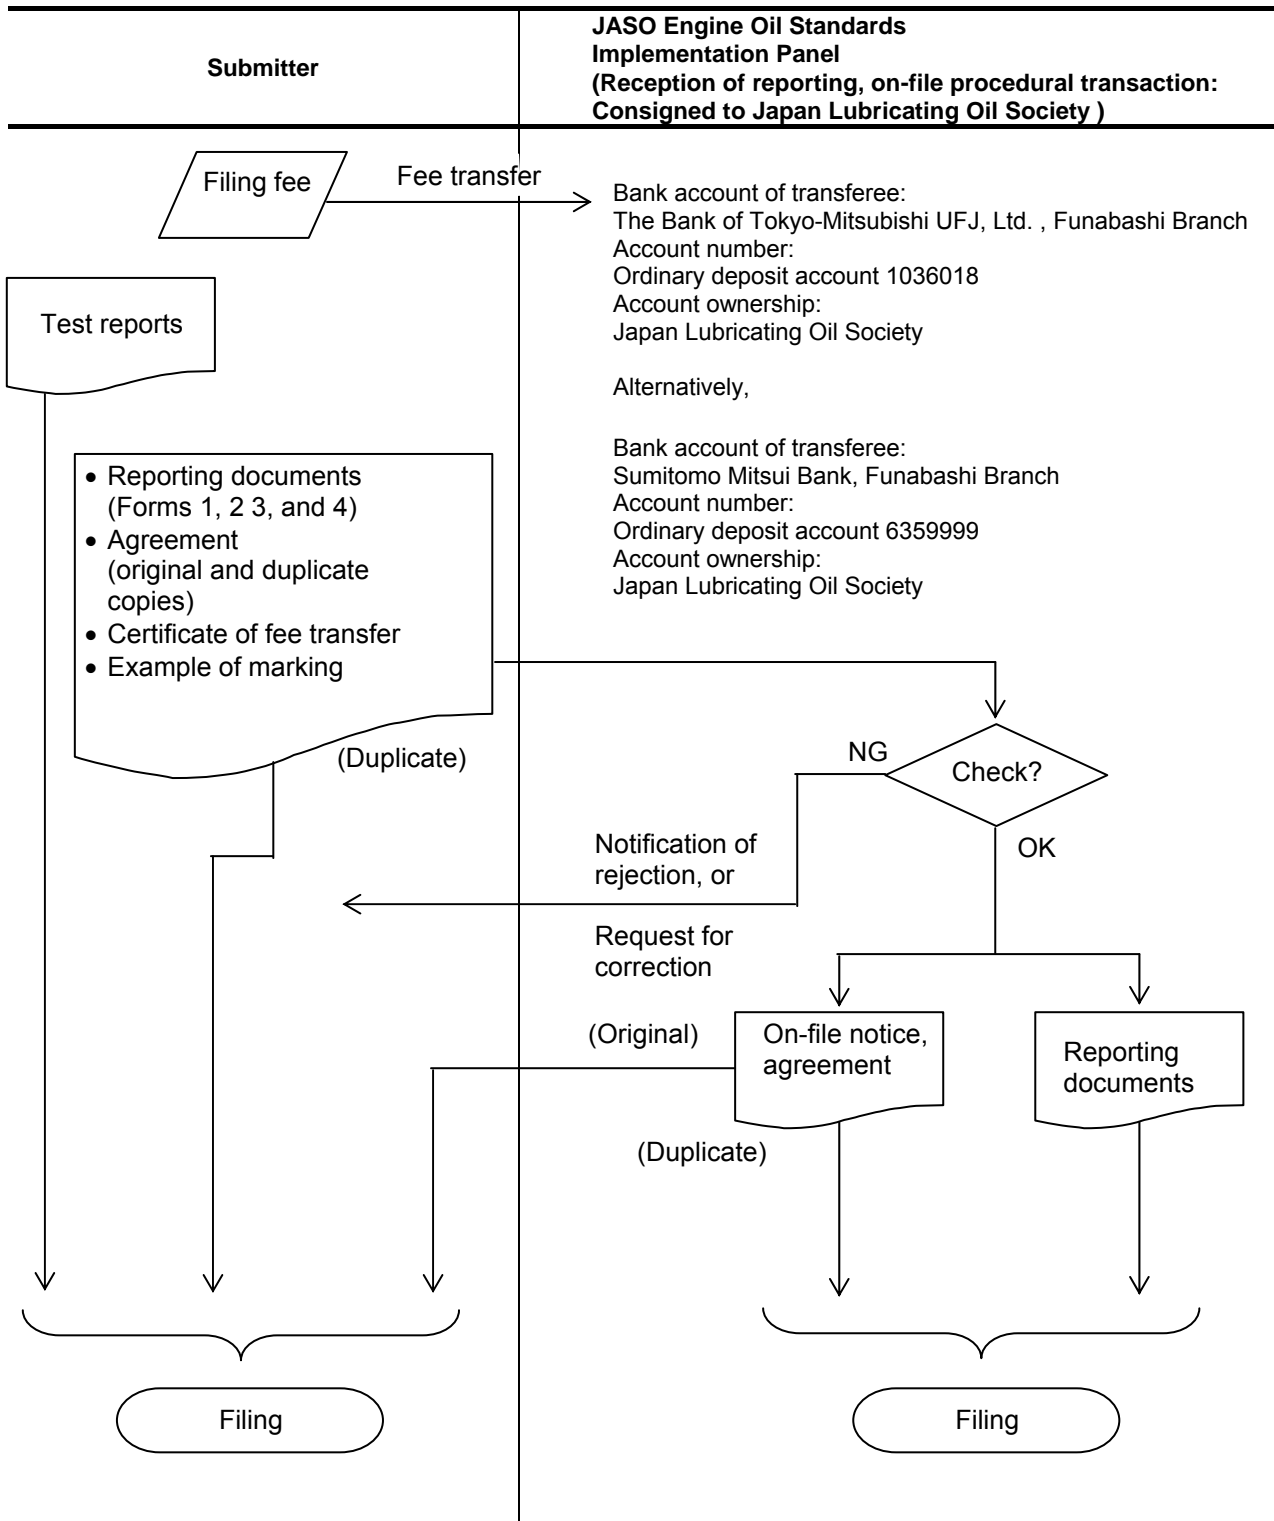 Submitter
JASO Engine Oil Standards
Implementation Panel
(Reception of reporting, on-file procedural transaction:
Consigned to Japan Lubricating Oil Society )
Filing fee
Fee transfer
Bank account of transferee:
The Bank of Tokyo-Mitsubishi UFJ, Ltd. , Funabashi Branch
Account number:
Ordinary deposit account 1036018
Account ownership:
Japan Lubricating Oil Society
Test reports
Alternatively,
Bank account of transferee:
Sumitomo Mitsui Bank, Funabashi Branch
Account number:
Ordinary deposit account 6359999
Account ownership:
Japan Lubricating Oil Society
• Reporting documents
(Forms 1, 2 3, and 4)
• Agreement
(original and duplicate
copies)
• Certificate of fee transfer
• Example of marking
(Duplicate)
NG
Check?
OK
Notification of
rejection, or
Request for
correction
(Original)
On-file notice,
agreement
Reporting
documents
(Duplicate)
Filing
Filing